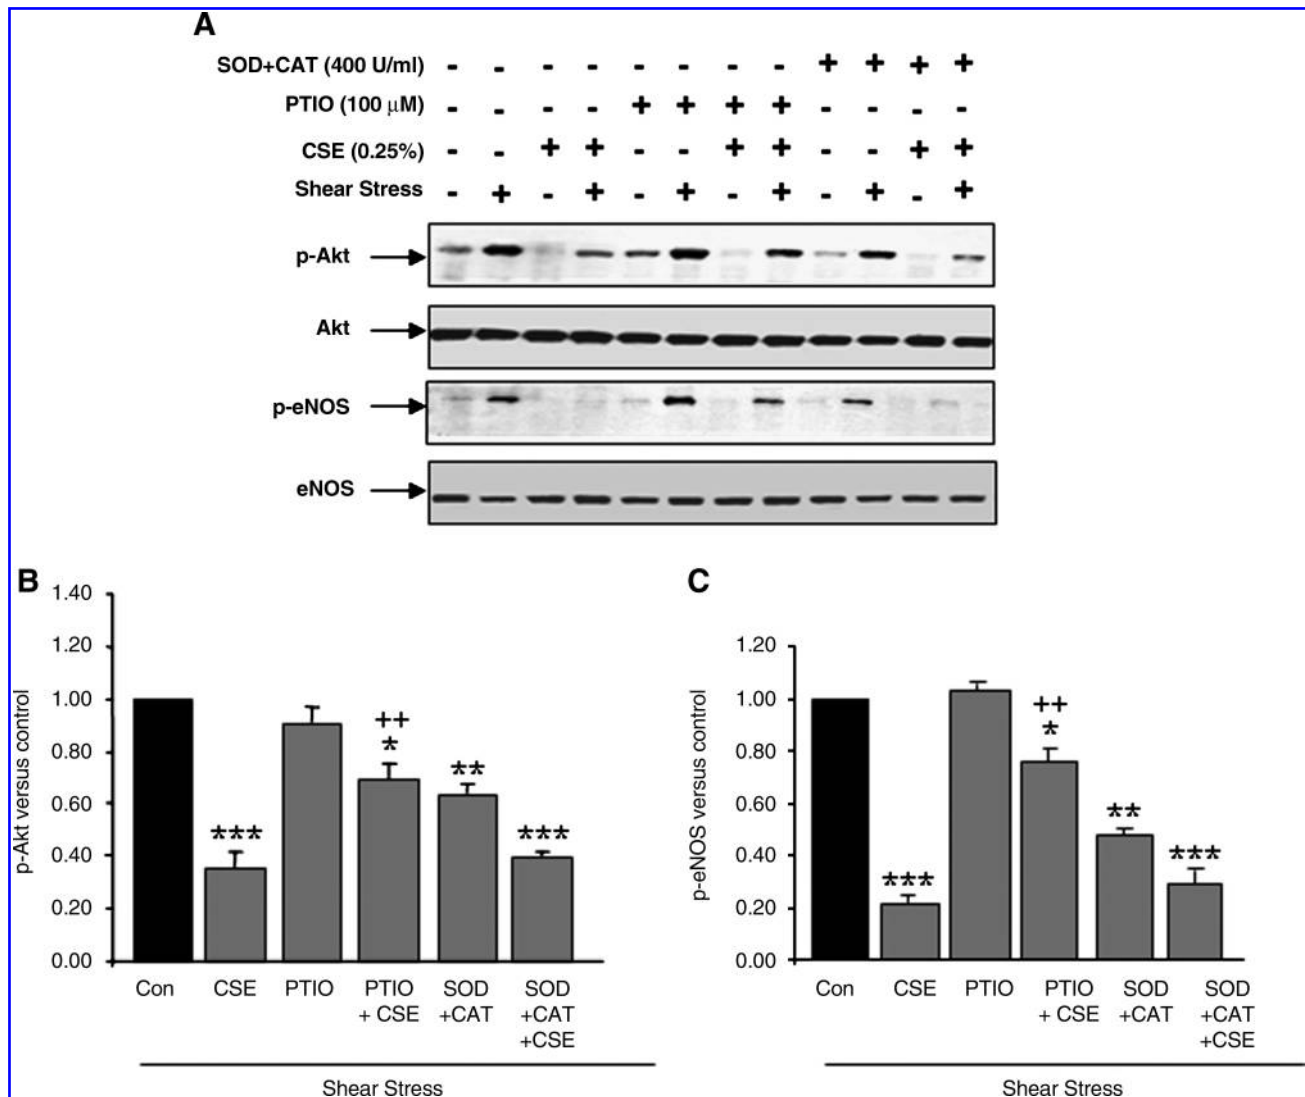 A
SOD+CAT (400 U/ml) - - - - - - - - + + + +
PTIO (100 µM) - - - - + + + + - - - -
CSE (0.25%) - - + + - - + + - - + +
Shear Stress - + - + - + - + - + - +
p-Akt
Akt
p-eNOS
eNOS
B
p-Akt versus control
1.40
1.20
1.00
0.80
0.60
0.40
0.20
0.00
***
++
*
**
***
Con CSE PTIO PTIO SOD SOD
+ CSE +CAT +CAT
+CSE
Shear Stress
C
p-eNOS versus control
1.20
1.00
0.80
0.60
0.40
0.20
0.00
***
++
*
**
***
Con CSE PTIO PTIO SOD SOD
+ CSE +CAT +CAT
+CSE
Shear Stress